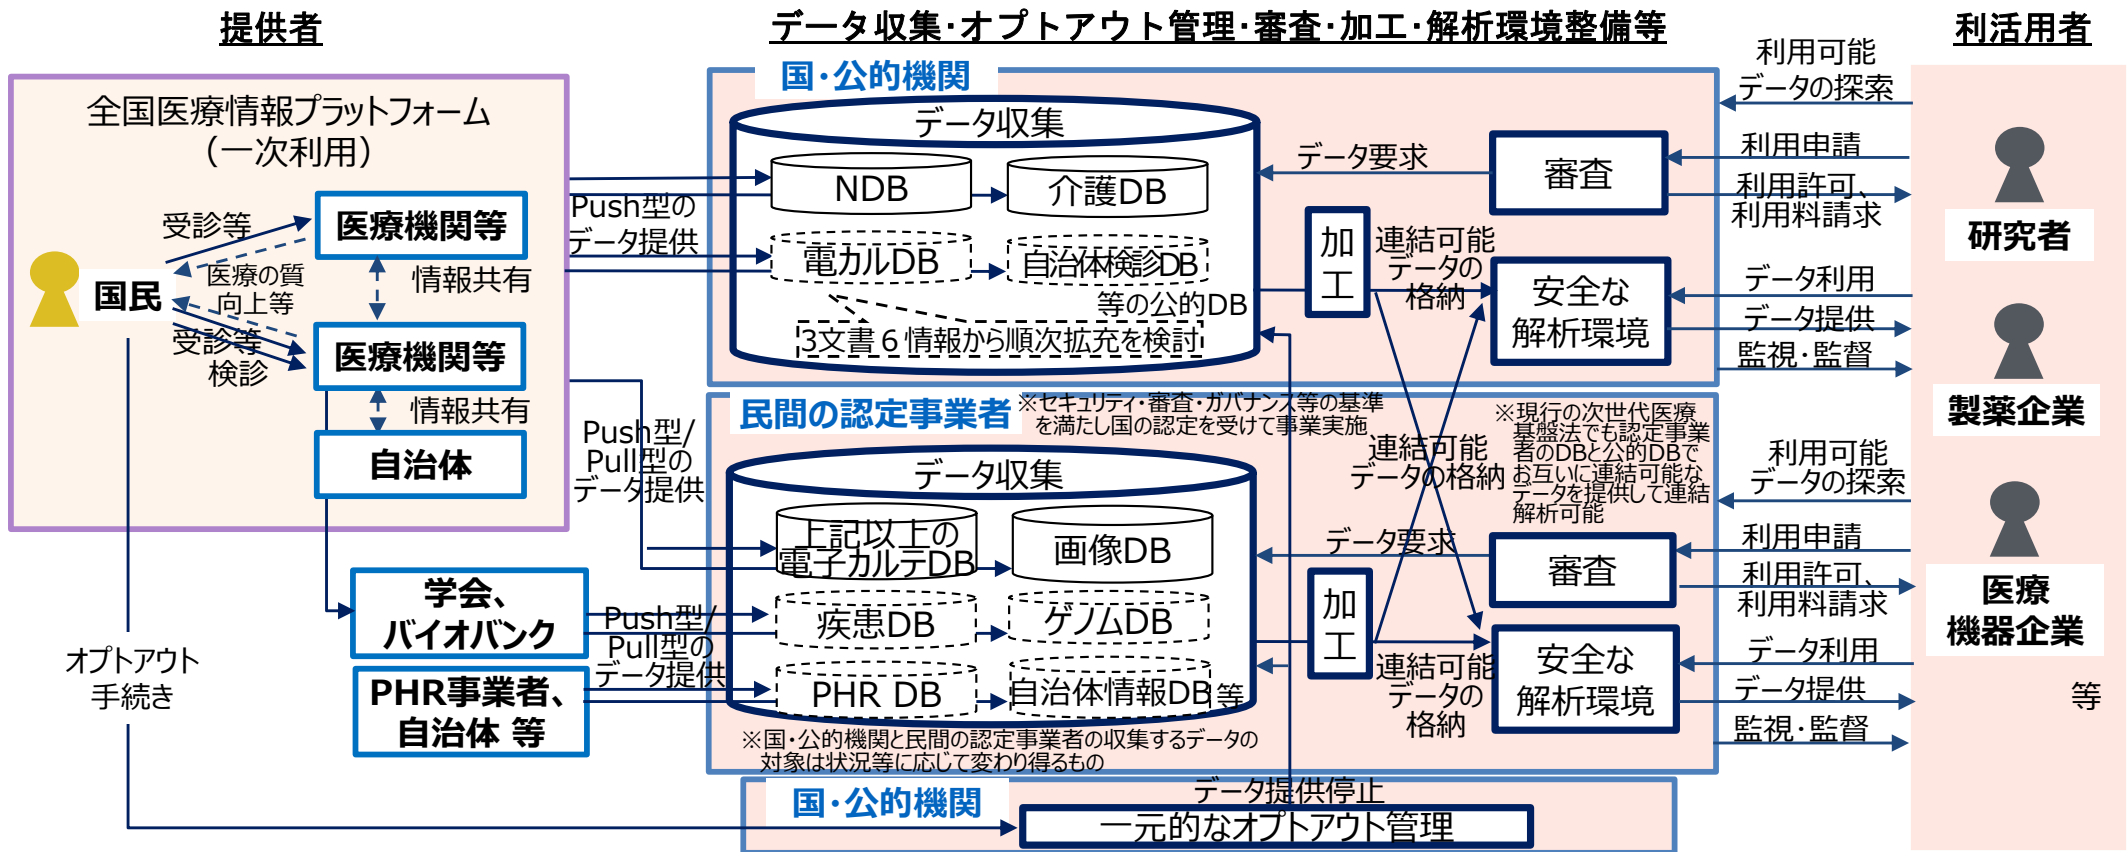 提供者
データ収集・オプトアウト管理・審査・加工・解析環境整備等
利活用者
全国医療情報プラットフォーム
（一次利用）
医療機関等
受診等
国民
医療の質
向上等
情報共有
医療機関等
受診等
検診
情報共有
自治体
学会、
バイオバンク
PHR事業者、
自治体 等
オプトアウト
手続き
Push型の
データ提供
Push型/
Pull型の
データ提供
Push型/
Pull型の
データ提供
国・公的機関
データ収集
NDB
介護DB
電カルDB
自治体検診DB
等の公的DB
3文書６情報から順次拡充を検討
データ要求
審査
加
工
連結可能
データの
格納
安全な
解析環境
民間の認定事業者
※セキュリティ・審査・ガバナンス等の基準
を満たし国の認定を受けて事業実施
連結可能
データの格納
※現行の次世代医療
基盤法でも認定事業
者のDBと公的DBで
お互いに連結可能な
データを提供して連結
解析可能
データ収集
上記以上の
電子カルテDB
画像DB
疾患DB
ゲノムDB
PHR DB
自治体情報DB
等
データ要求
審査
加
工
連結可能
データの
格納
安全な
解析環境
※国・公的機関と民間の認定事業者の収集するデータの
対象は状況等に応じて変わり得るもの
国・公的機関
データ提供停止
一元的なオプトアウト管理
利用可能
データの探索
利用申請
利用許可、
利用料請求
データ利用
データ提供
監視・監督
利用可能
データの探索
利用申請
利用許可、
利用料請求
データ利用
データ提供
監視・監督
研究者
製薬企業
医療
機器企業
等